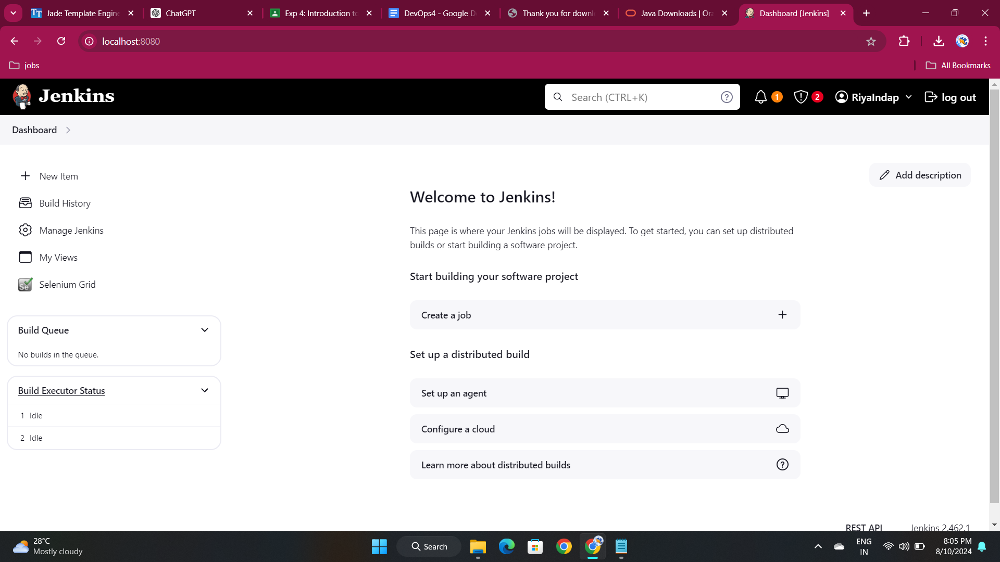 Jade Template Engine
ChatGPT
Exp 4: Introduction to
DevOps4 - Google D
Thank you for downl
Java Downloads | Ora
Dashboard [Jenkins]
localhost:8080
jobs
All Bookmarks
Jenkins
Search (CTRL+K)
1
2
RiyaIndap
log out
Dashboard
New Item
Build History
Manage Jenkins
My Views
Se
Selenium Grid
Build Queue
No builds in the queue.
Build Executor Status
1 Idle
2 Idle
Add description
Welcome to Jenkins!
This page is where your Jenkins jobs will be displayed. To get started, you can set up distributed
builds or start building a software project.
Start building your software project
Create a job
Set up a distributed build
Set up an agent
Configure a cloud
Learn more about distributed builds
REST API
Jenkins 2.462.1
28°C
Mostly cloudy
Search
ENG
IN
8:05 PM
8/10/2024